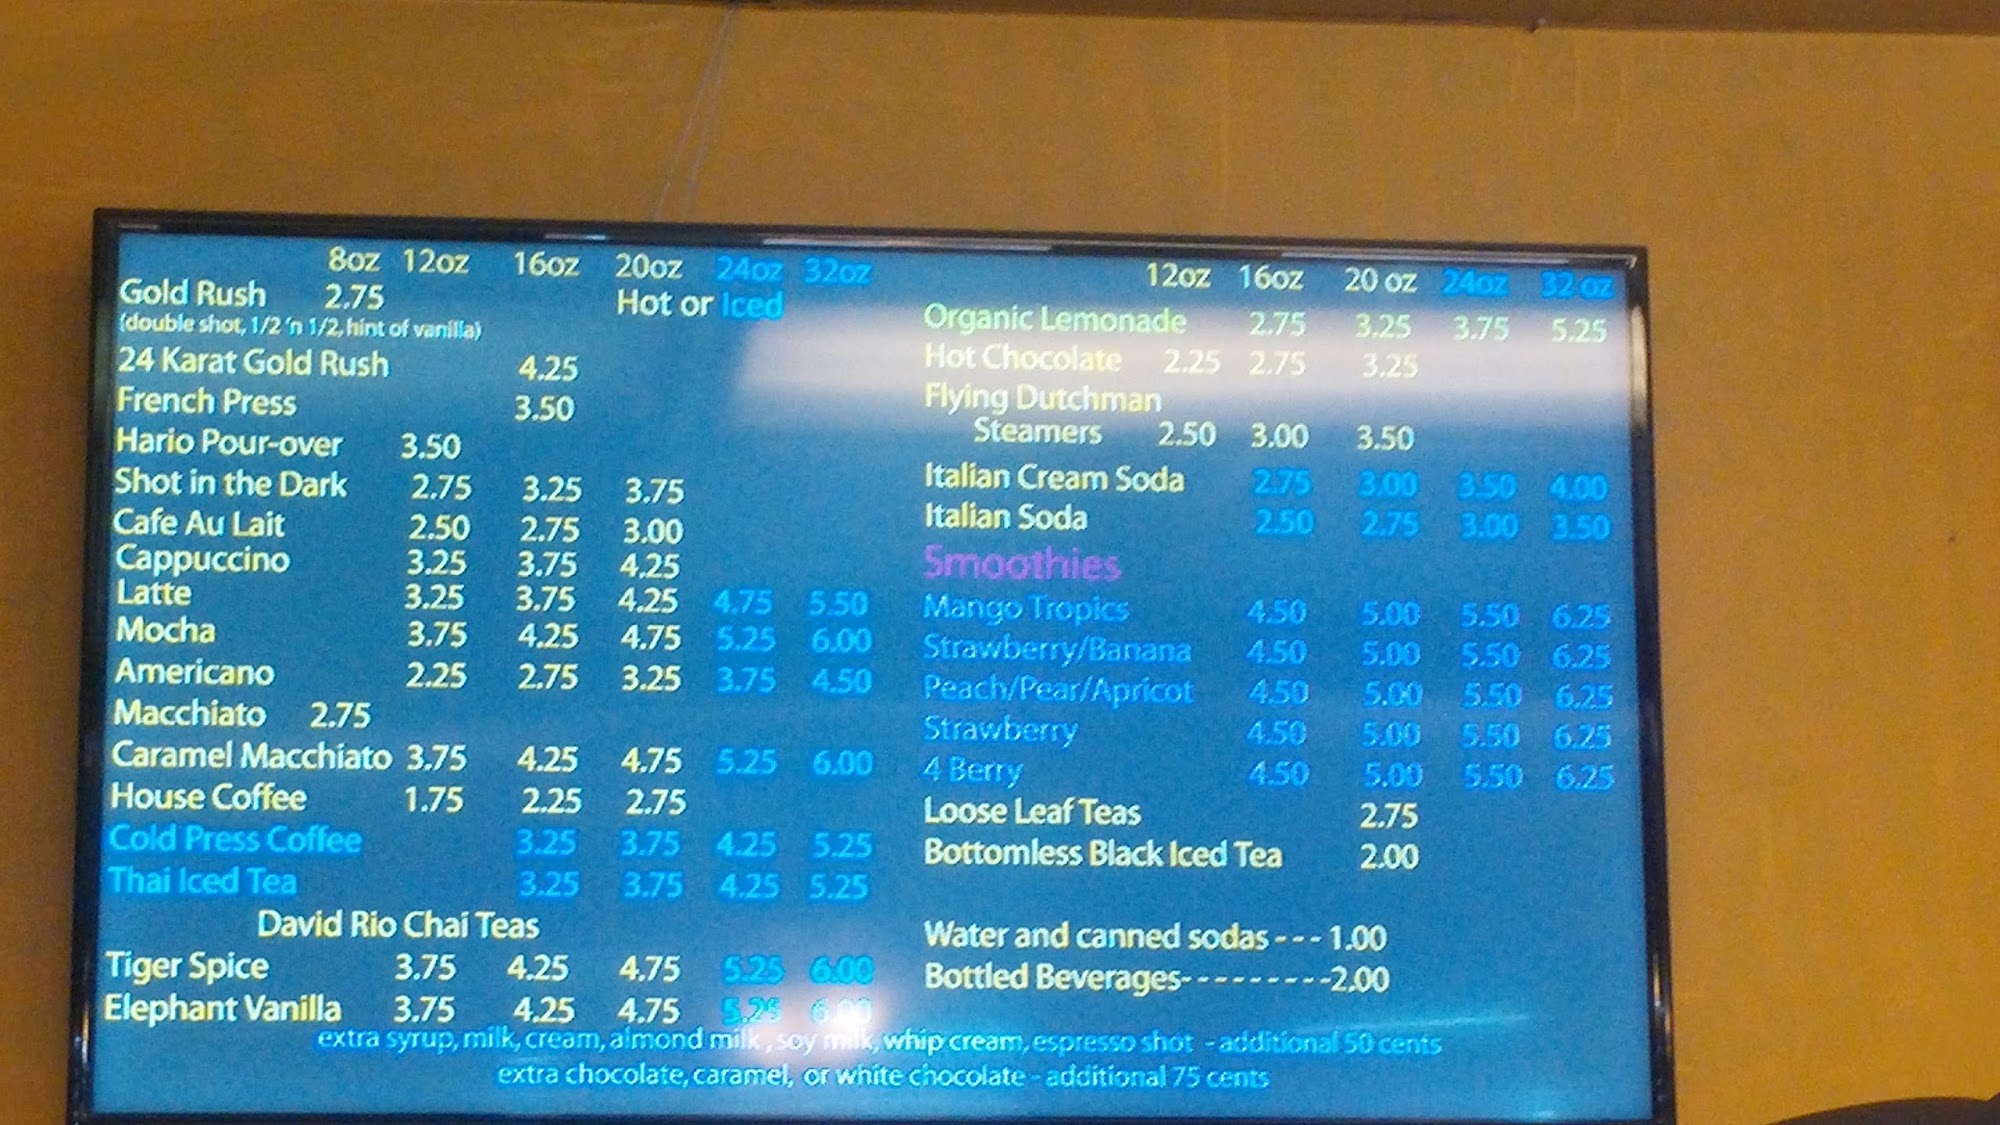 8oz 12oz 16oz 20oz 24oz 32oz
Gold Rush 2.75 Hot or Iced
(double shot, 1/2 'n 1/2, hint of vanilla)
24 Karat Gold Rush 4.25
French Press 3.50
Hario Pour-over 3.50
Shot in the Dark 2.75 3.25 3.75
Cafe Au Lait 2.50 2.75 3.00
Cappuccino 3.25 3.75 4.25
Latte 3.25 3.75 4.25 4.75 5.50
Mocha 3.75 4.25 4.75 5.25 6.00
Americano 2.25 2.75 3.25 3.75 4.50
Macchiato 2.75
Caramel Macchiato 3.75 4.25 4.75 5.25 6.00
House Coffee 1.75 2.25 2.75
Cold Press Coffee 3.25 3.75 4.25 5.25
Thai Iced Tea 3.25 3.75 4.25 5.25
David Rio Chai Teas
Tiger Spice 3.75 4.25 4.75 5.25 6.00
Elephant Vanilla 3.75 4.25 4.75 5.25 6.00
12oz 16oz 20 oz 24oz 32 oz
Organic Lemonade 2.75 3.25 3.75 5.25
Hot Chocolate 2.25 2.75 3.25
Flying Dutchman
Steamers 2.50 3.00 3.50
Italian Cream Soda 2.75 3.00 3.50 4.00
Italian Soda 2.50 2.75 3.00 3.50
Smoothies
Mango Tropics 4.50 5.00 5.50 6.25
Strawberry/Banana 4.50 5.00 5.50 6.25
Peach/Pear/Apricot 4.50 5.00 5.50 6.25
Strawberry 4.50 5.00 5.50 6.25
4 Berry 4.50 5.00 5.50 6.25
Loose Leaf Teas 2.75
Bottomless Black Iced Tea 2.00
Water and canned sodas - - - 1.00
Bottled Beverages- - - - - - - - -2.00
extra syrup, milk, cream, almond milk , soy milk, whip cream, espresso shot - additional 50 cents
extra chocolate, caramel, or white chocolate - additional 75 cents